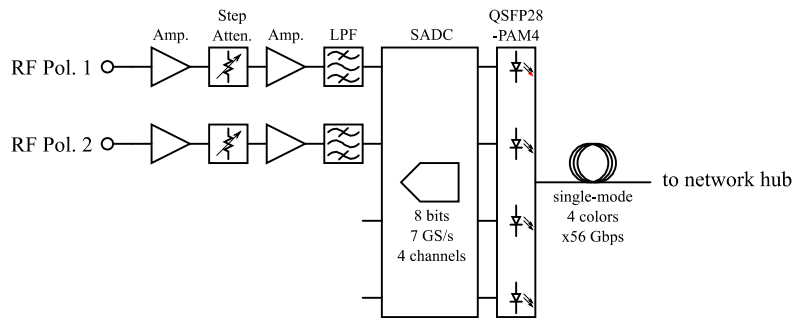 Amp.
Step
Atten.
Amp.
LPF
SADC
QSFP28
-PAM4
RF Pol. 1
RF Pol. 2
8 bits
7 GS/s
4 channels
single-mode
4 colors
x56 Gbps
to network hub